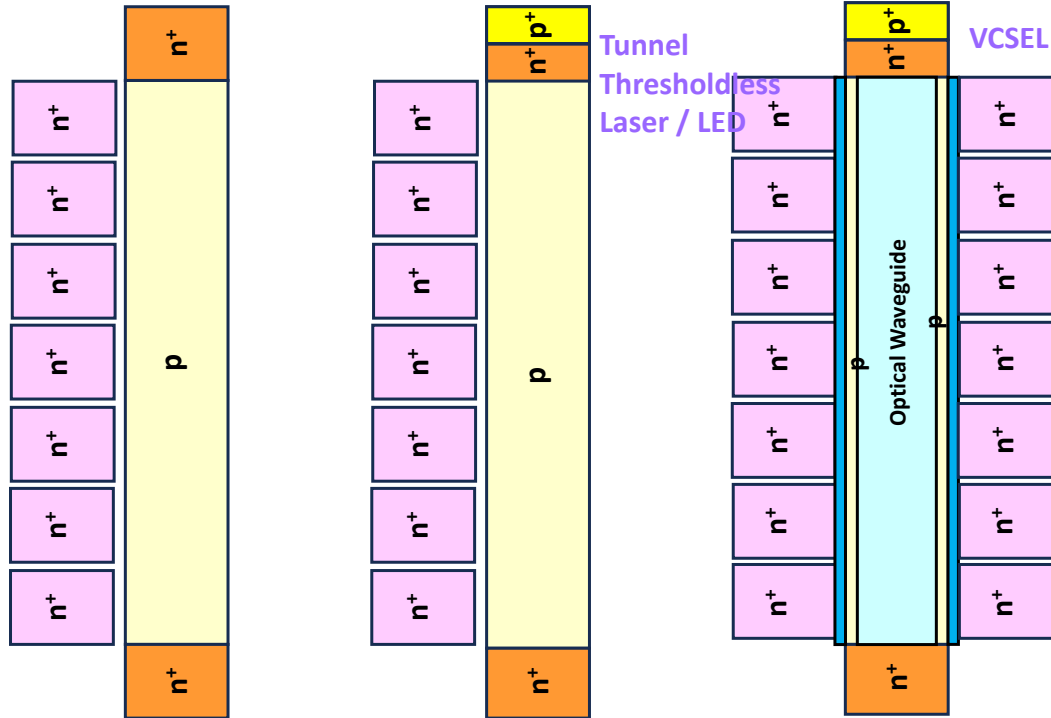 n⁺
n⁺
n⁺
n⁺
n⁺
n⁺
n⁺
n⁺
p
n⁺
p⁺
n⁺
n⁺
n⁺
n⁺
n⁺
n⁺
n⁺
n⁺
p
n⁺
Tunnel
Thresholdless
Laser / LED
p⁺
n⁺
VCSEL
n⁺
n⁺
n⁺
n⁺
n⁺
n⁺
n⁺
p
Optical Waveguide
p
n⁺
n⁺
n⁺
n⁺
n⁺
n⁺
n⁺
n⁺